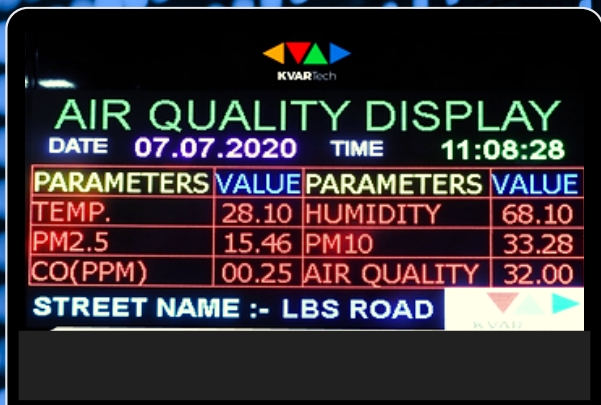 KVARTech
AIR QUALITY DISPLAY
DATE 07.07.2020 TIME 11:08:28
PARAMETERS VALUE PARAMETERS VALUE
TEMP. 28.10 HUMIDITY 68.10
PM2.5 15.46 PM10 33.28
CO(PPM) 00.25 AIR QUALITY 32.00
STREET NAME :- LBS ROAD
KVAR